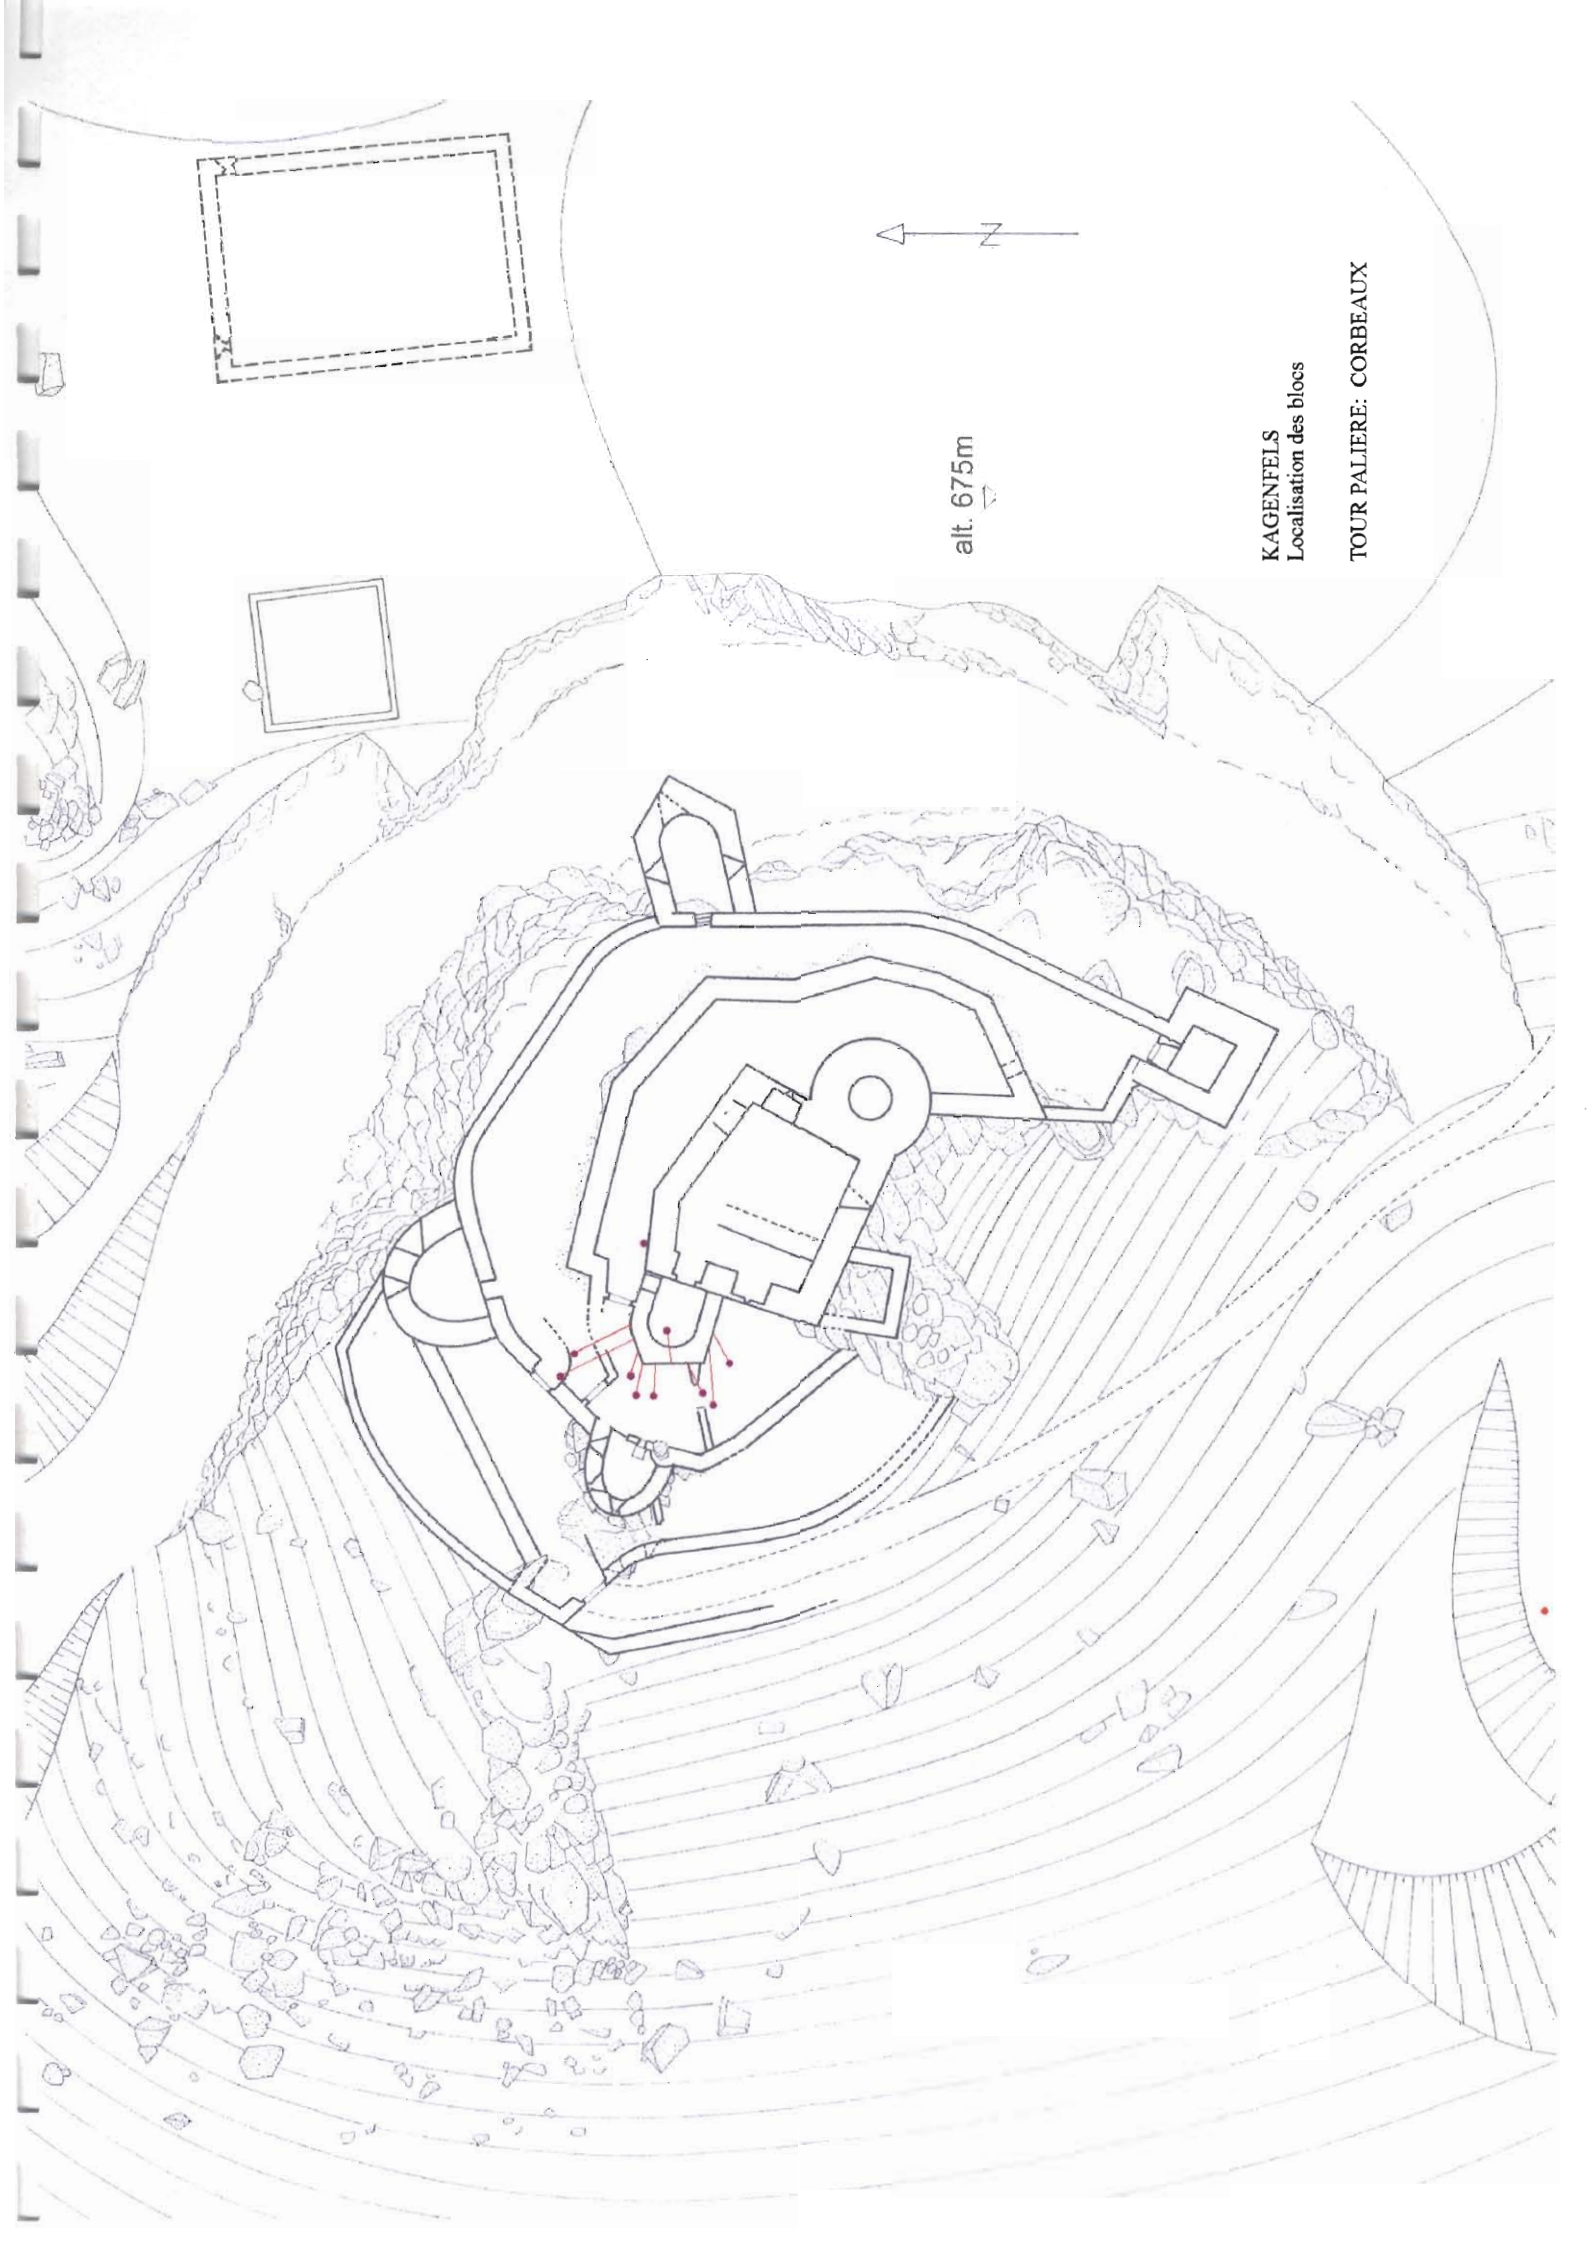 N
alt. 675m
KAGENFELS
Localisation des blocs
TOUR PALIERE: CORBEAUX